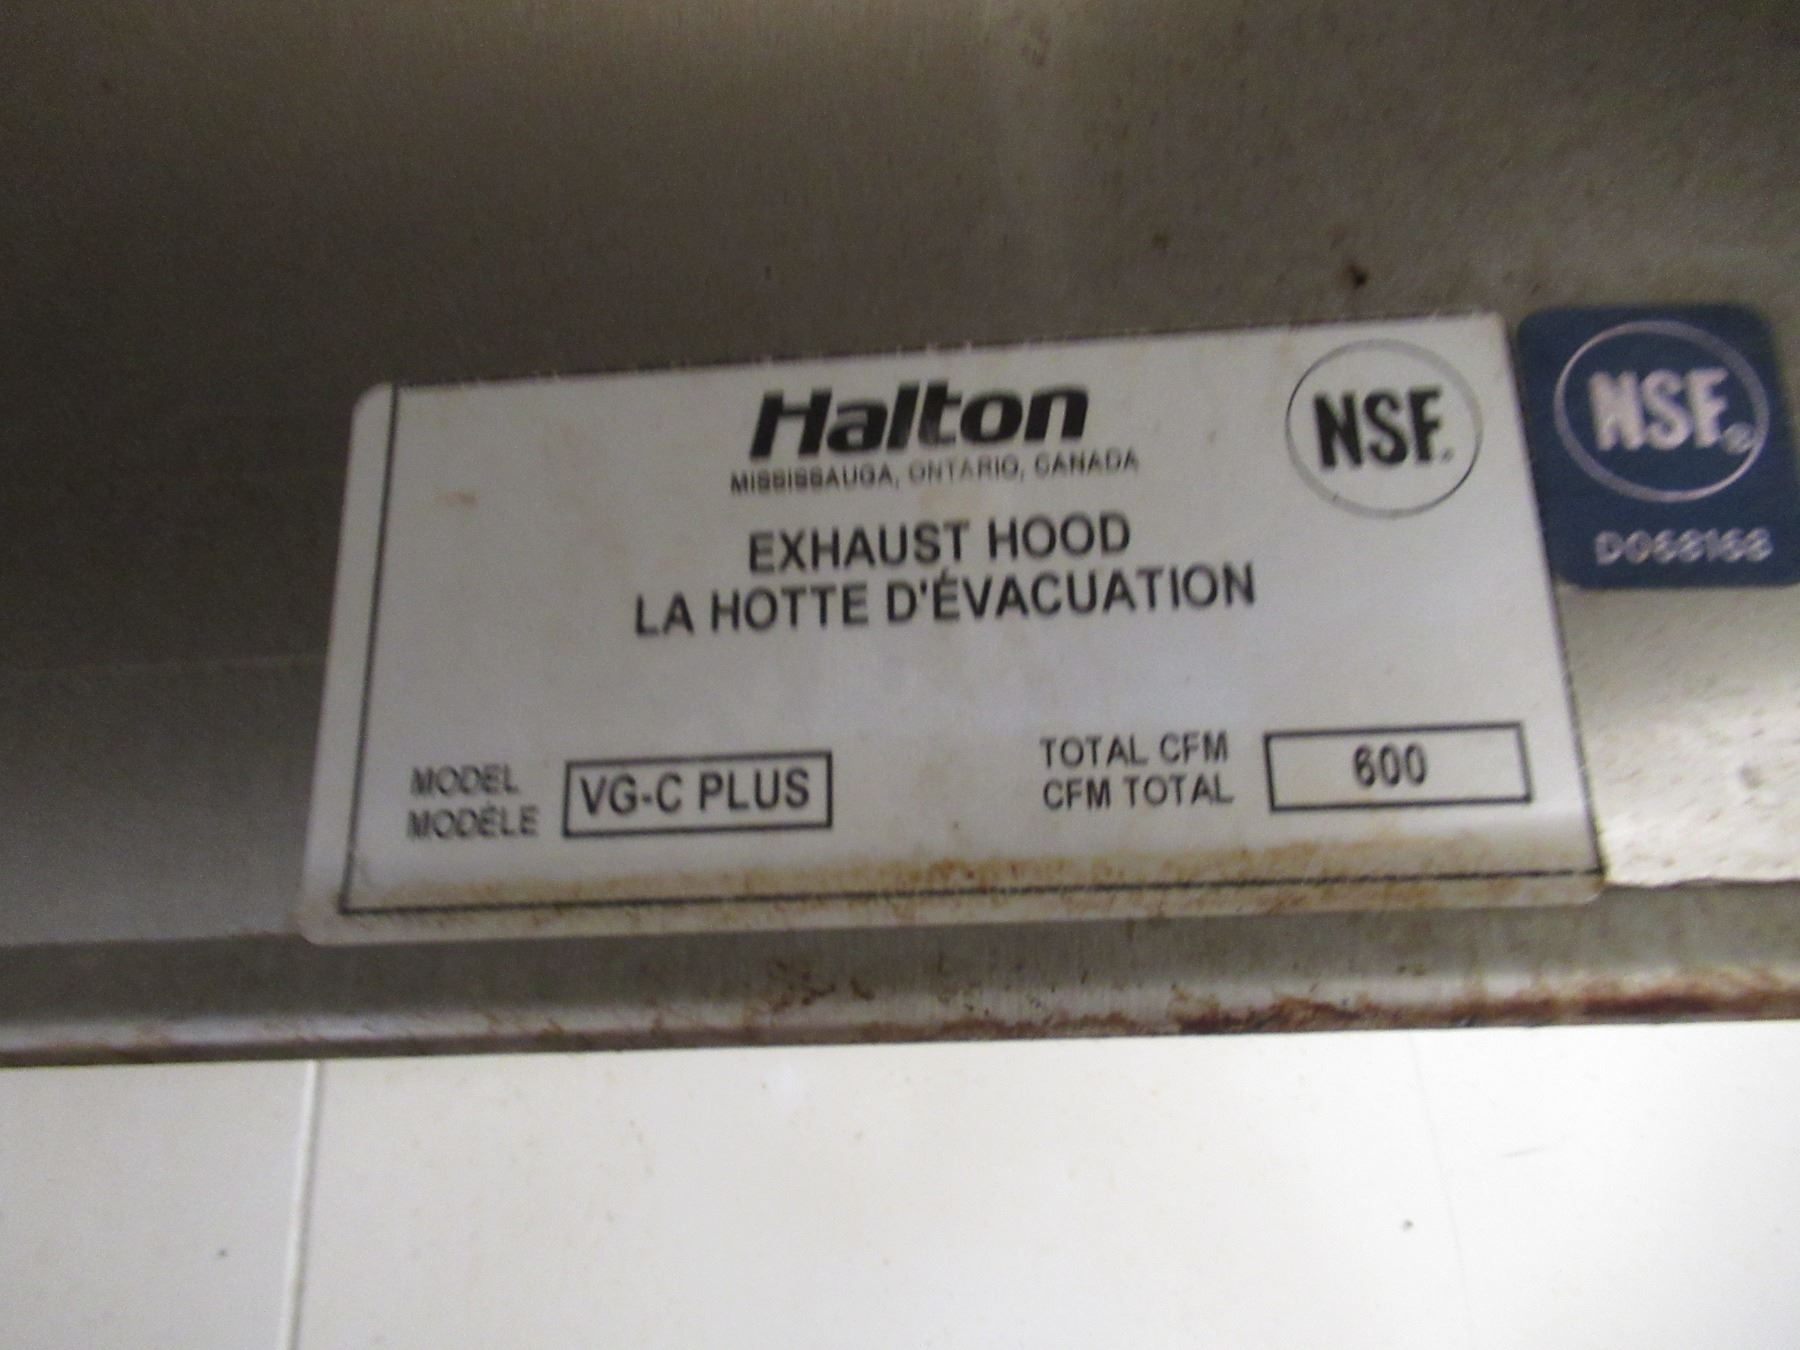 Halton
MISSISSAUGA, ONTARIO, CANADA
NSF®
EXHAUST HOOD
LA HOTTE D'ÉVACUATION
MODEL
MODÈLE
VG-C PLUS
TOTAL CFM
CFM TOTAL
600
NSF®
D068168